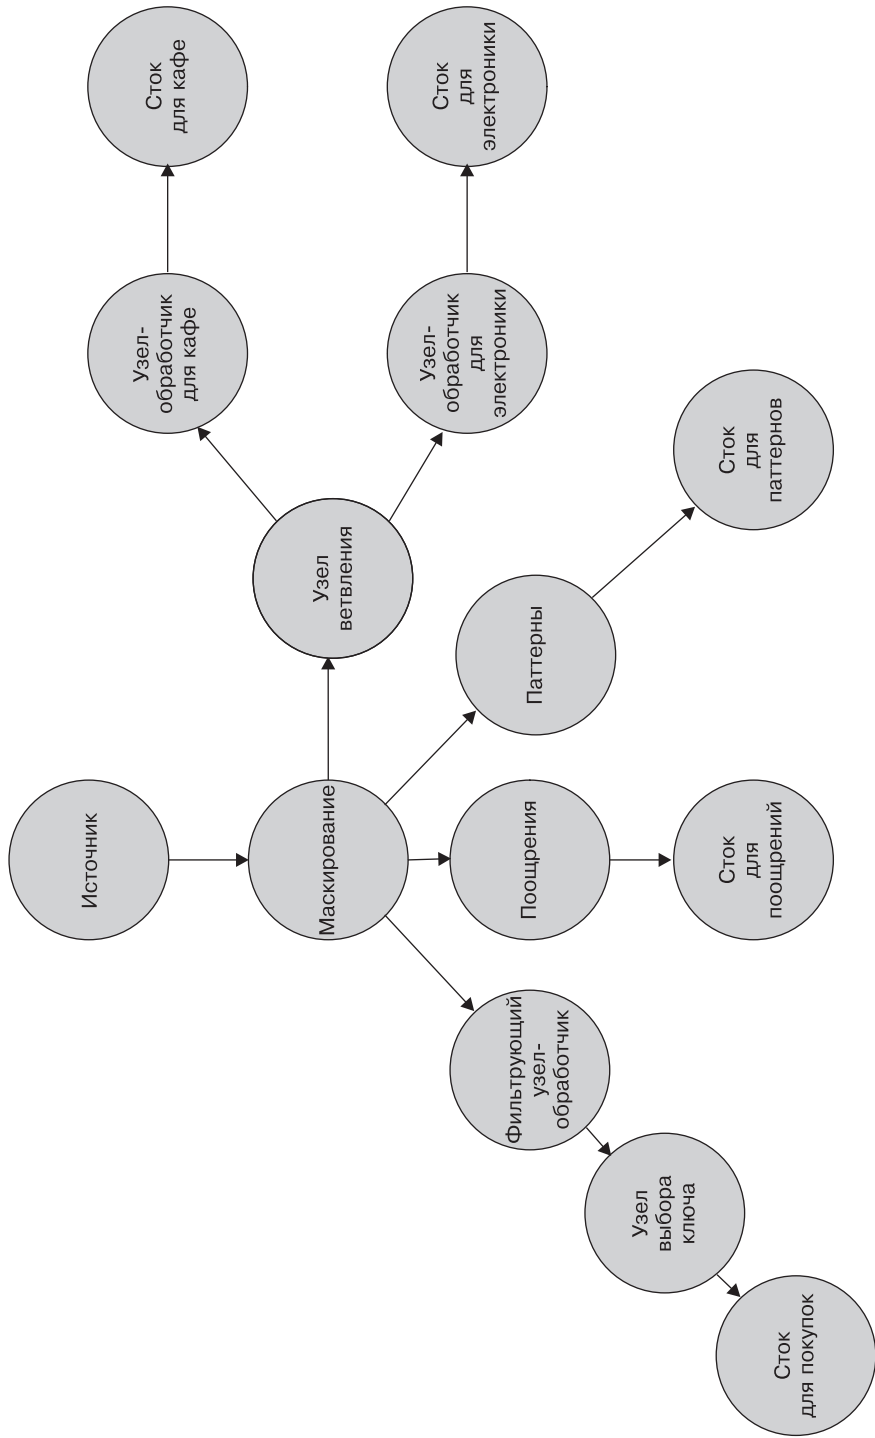 Источник
Маскирование
Узел
ветвления
Узел-
обработчик
для кафе
Сток
для кафе
Узел-
обработчик
для
электроники
Сток
для
электроники
Паттерны
Сток
для
паттернов
Поощрения
Сток
для
поощрений
Фильтрующий
узел-
обработчик
Узел
выбора
ключа
Сток
для покупок